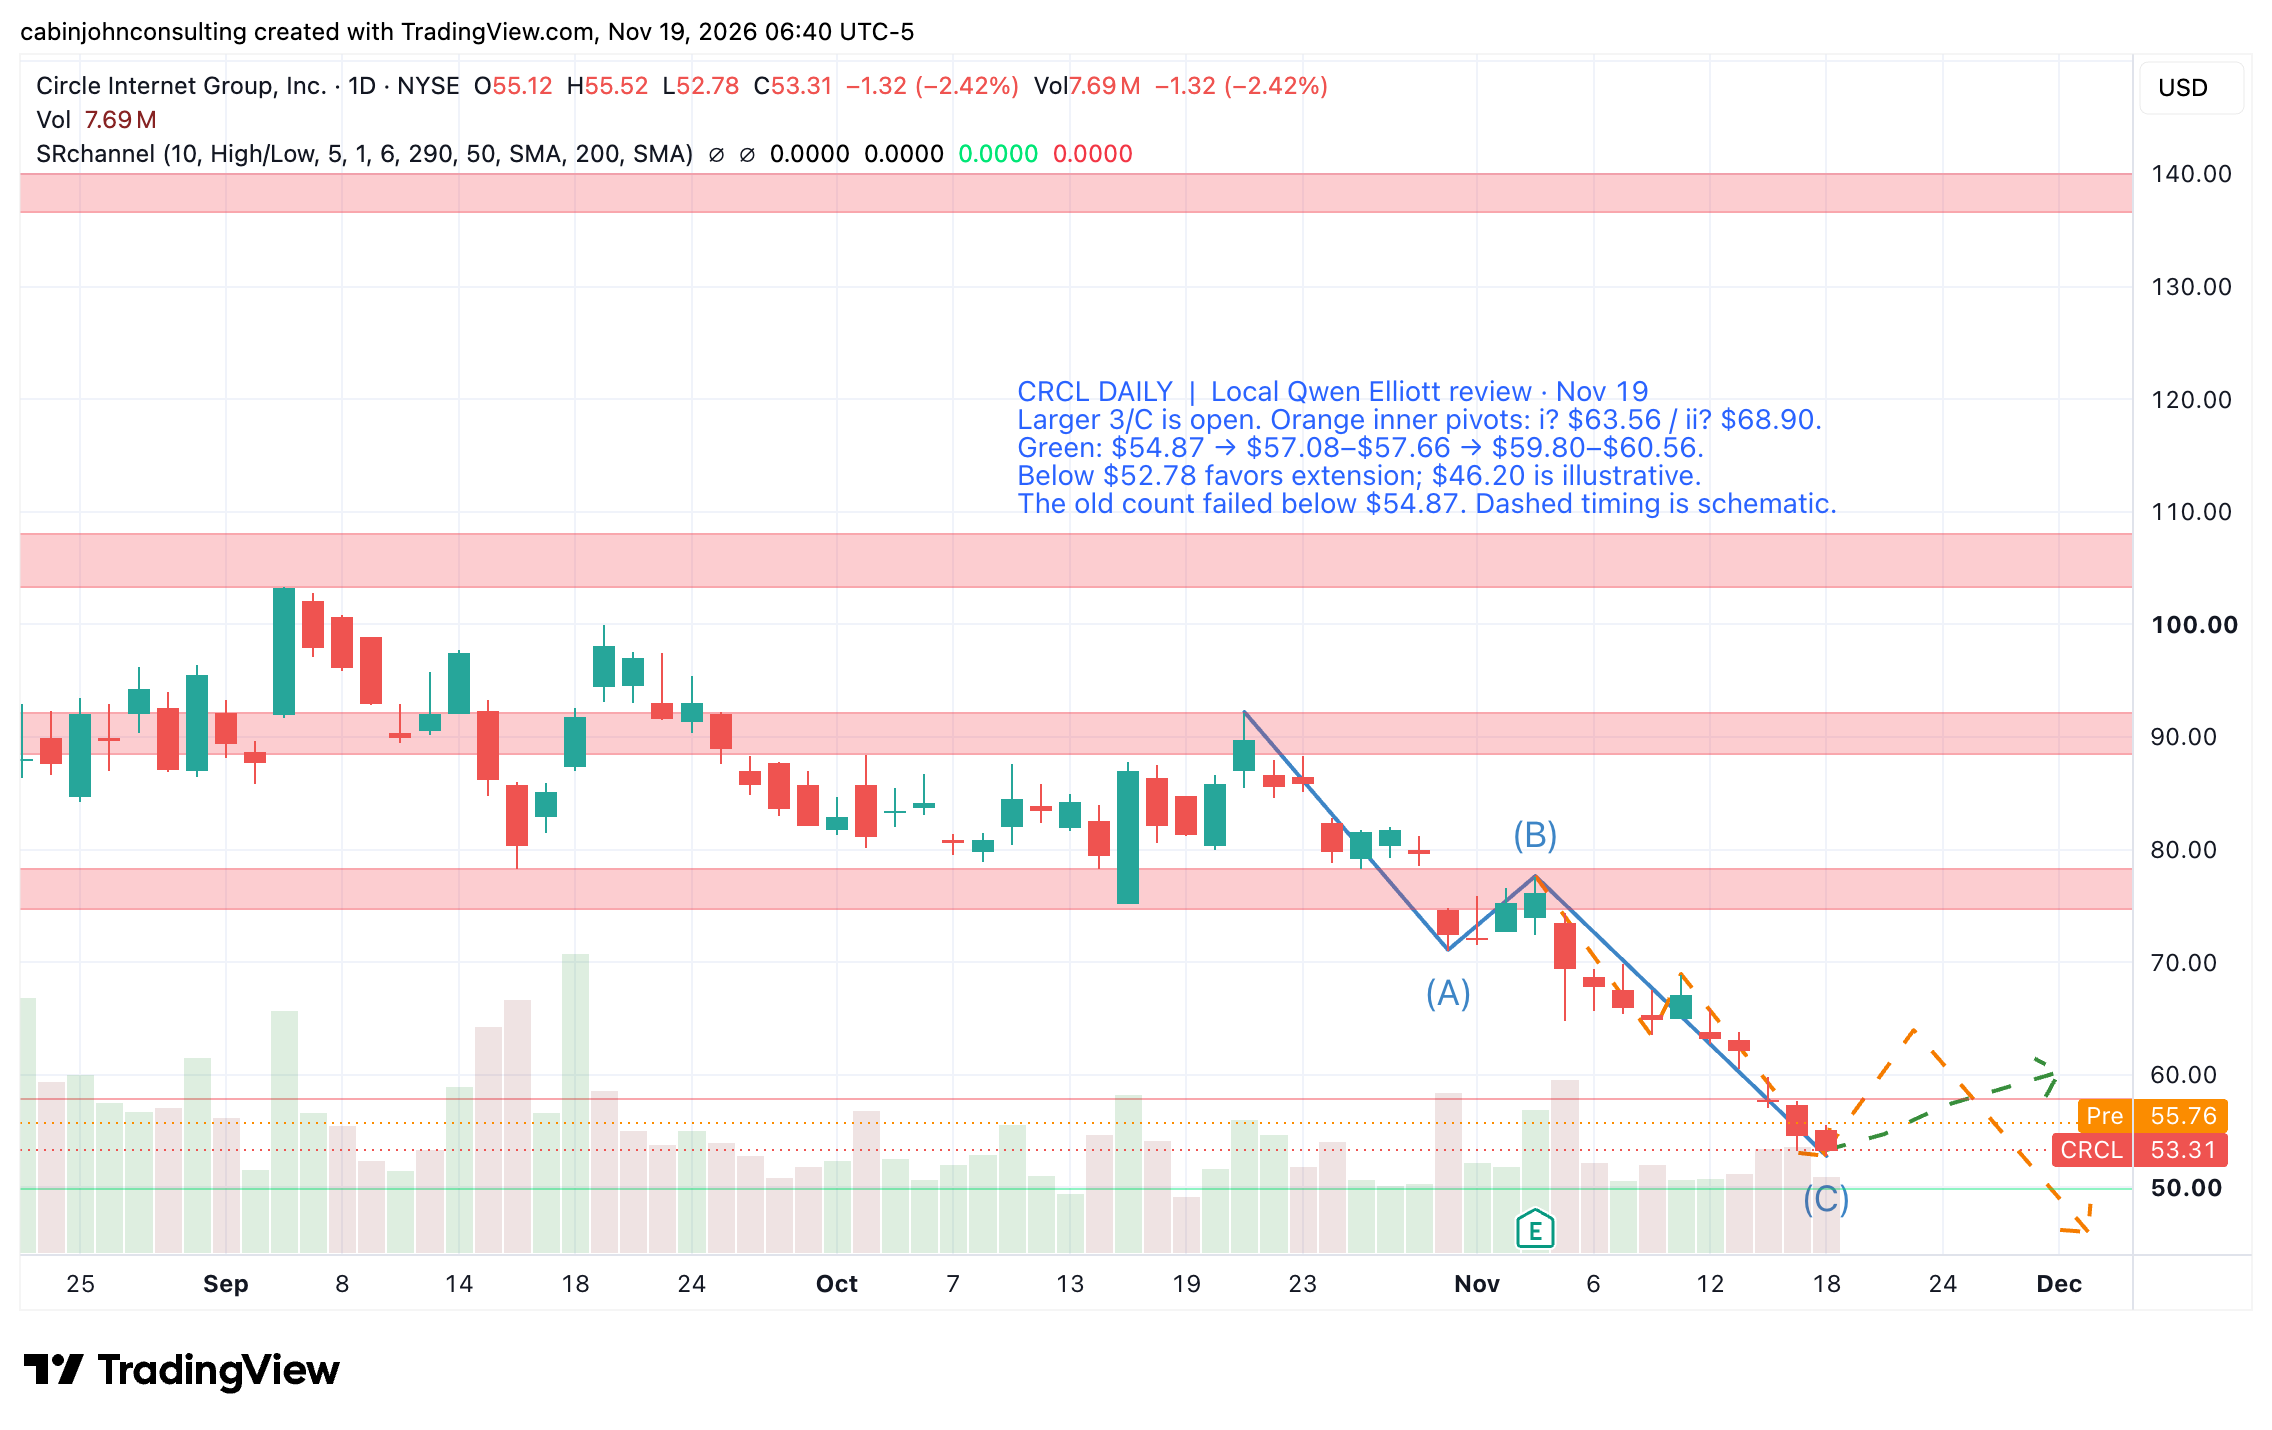 cabinjohnconsulting created with TradingView.com, Nov 19, 2026 06:40 UTC-5
Circle Internet Group, Inc. · 1D · NYSE O55.12 H55.52 L52.78 C53.31 −1.32 (−2.42%) Vol7.69 M −1.32 (−2.42%)
USD
Vol 7.69 M
SRchannel (10, High/Low, 5, 1, 6, 290, 50, SMA, 200, SMA) ∅ ∅ 0.0000 0.0000 0.0000 0.0000
140.00
130.00
CRCL DAILY | Local Qwen Elliott review · Nov 19
Larger 3/C is open. Orange inner pivots: i? $63.56 / ii? $68.90.
Green: $54.87 → $57.08–$57.66 → $59.80–$60.56.
Below $52.78 favors extension; $46.20 is illustrative.
The old count failed below $54.87. Dashed timing is schematic.
120.00
110.00
100.00
90.00
80.00
70.00
60.00
(B)
(A)
Pre 55.76
CRCL 53.31
50.00
(C)
E
25 Sep 8 14 18 24 Oct 7 13 19 23 Nov 6 12 18 24 Dec
TradingView